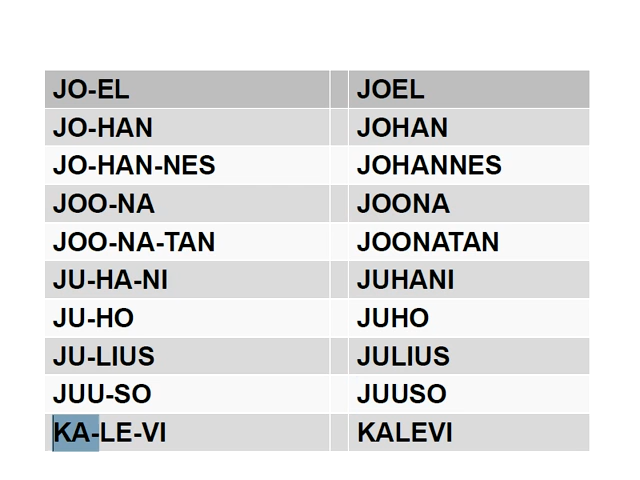 JO-EL JOEL
JO-HAN JOHAN
JO-HAN-NES JOHANNES
JOO-NA JOONA
JOO-NA-TAN JOONATAN
JU-HA-NI JUHANI
JU-HO JUHO
JU-LIUS JULIUS
JUU-SO JUUSO
KA-LE-VI KALEVI